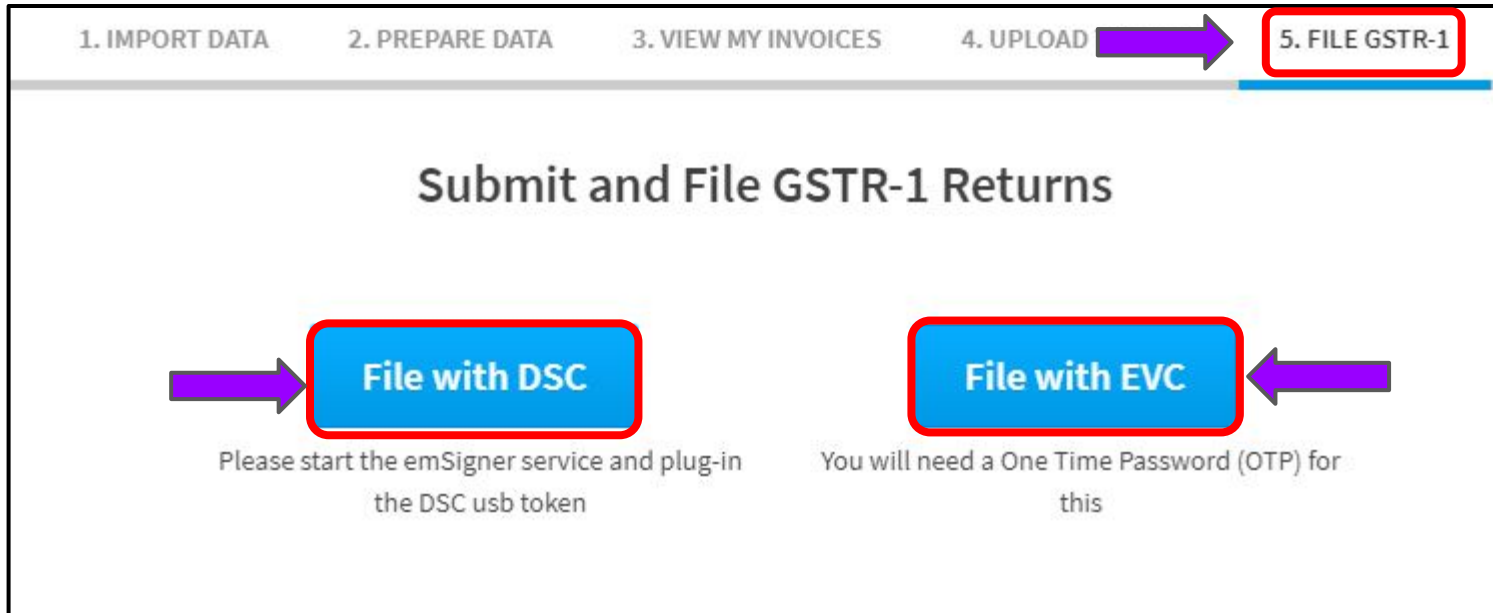 1. IMPORT DATA 2. PREPARE DATA 3. VIEW MY INVOICES 4. UPLOAD 5. FILE GSTR-1
Submit and File GSTR-1 Returns
File with DSC File with EVC
Please start the emSigner service and plug-in You will need a One Time Password (OTP) for
the DSC usb token this